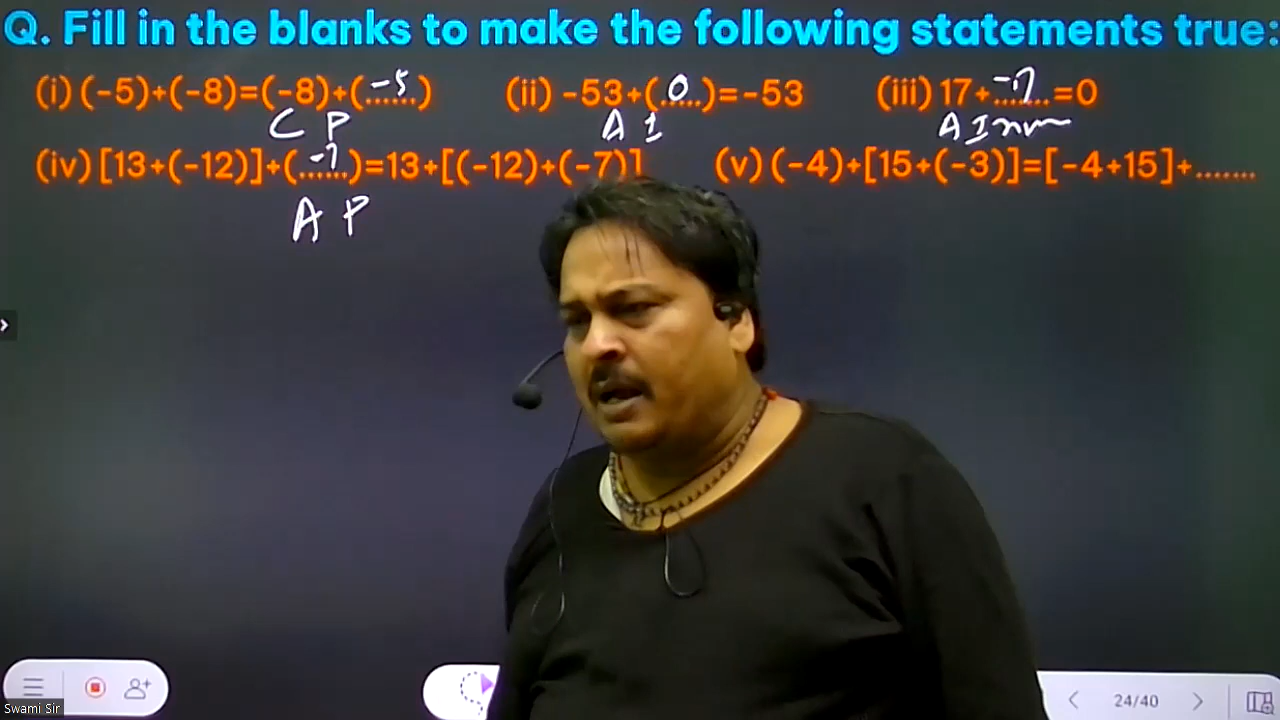 Q. Fill in the blanks to make the following statements true:
(i) (-5)+(-8)=(-8)+(...-5...) (ii) -53+(..0...)=-53 (iii) 17+...-17...=0
C P A I A Inv
(iv) [13+(-12)]+(...-7...)=13+[(-12)+(-7)] (v) (-4)+[15+(-3)]=[-4+15]+.......
A P
Swami Sir
24/40